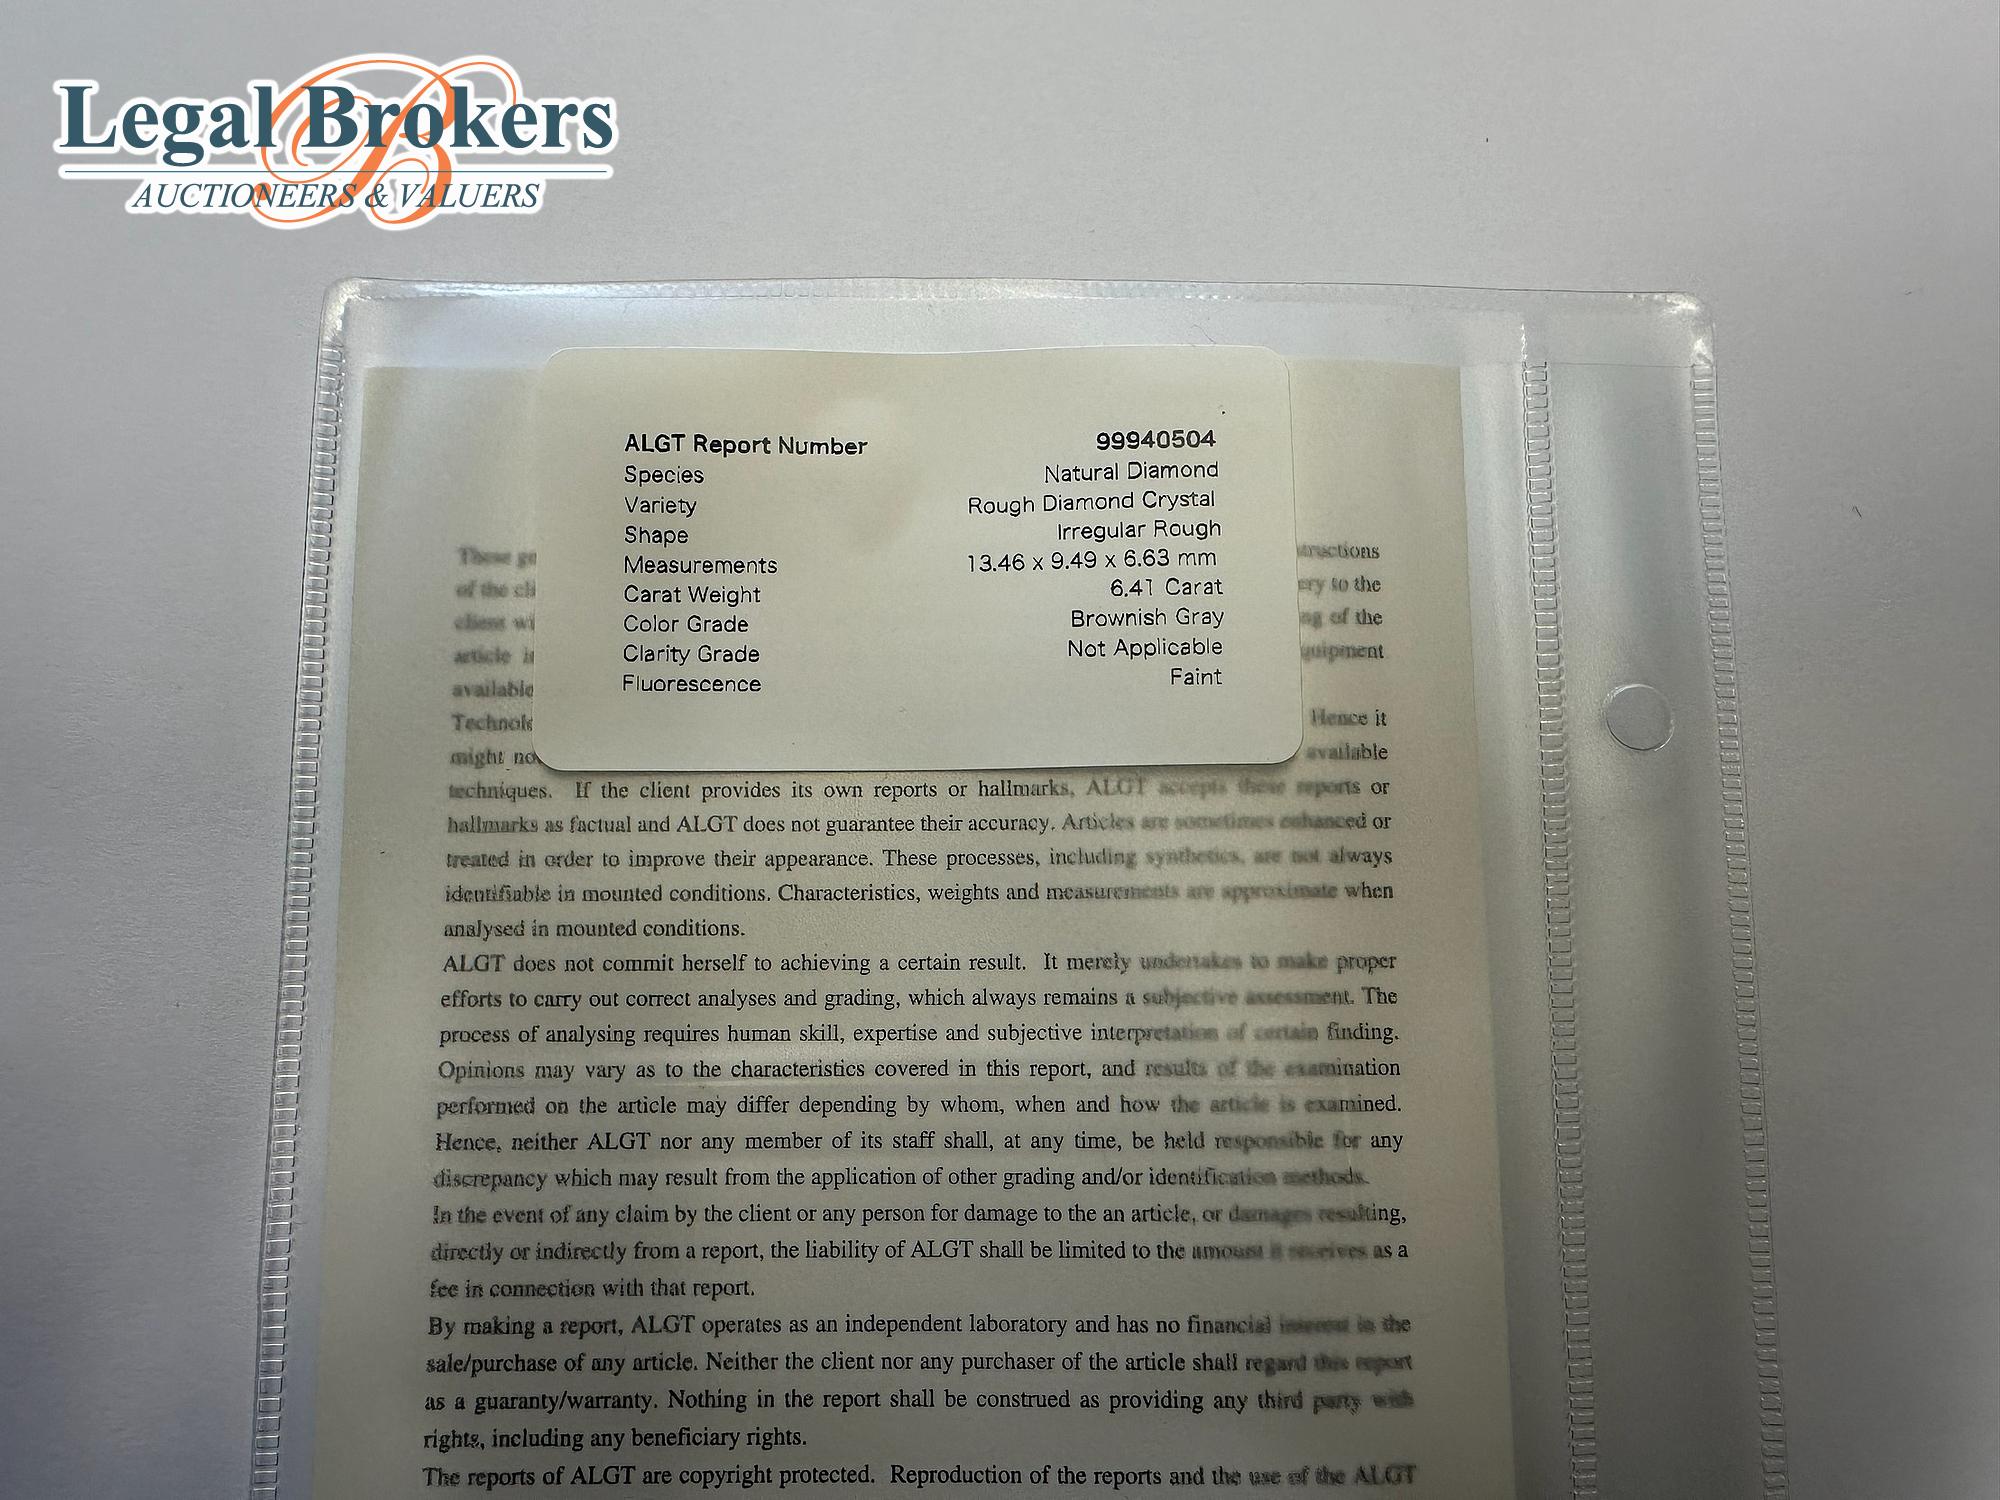 Legal Brokers
AUCTIONEERS & VALUERS
ALGT Report Number 99940504
Species Natural Diamond
Variety Rough Diamond Crystal
Shape Irregular Rough
Measurements 13.46 x 9.49 x 6.63 mm
Carat Weight 6.41 Carat
Color Grade Brownish Gray
Clarity Grade Not Applicable
Fluorescence Faint
These
of the to the
client of the
article
available
Hence it
might available
techniques. If the client provides its own reports or hallmarks, ALGT accepts these reports or
hallmarks as factual and ALGT does not guarantee their accuracy. Articles are sometimes enhanced or
treated in order to improve their appearance. These processes, including synthetics, are not always
identifiable in mounted conditions. Characteristics, weights and measurements are approximate when
analysed in mounted conditions.
ALGT does not commit herself to achieving a certain result. It merely undertakes to make proper
efforts to carry out correct analyses and grading, which always remains a subjective assessment. The
process of analysing requires human skill, expertise and subjective interpretation of certain finding.
Opinions may vary as to the characteristics covered in this report, and results of the examination
performed on the article may differ depending by whom, when and how the article is examined.
Hence, neither ALGT nor any member of its staff shall, at any time, be held responsible for any
discrepancy which may result from the application of other grading and/or identification methods.
In the event of any claim by the client or any person for damage to the an article, or damages resulting,
directly or indirectly from a report, the liability of ALGT shall be limited to the amount it receives as a
fee in connection with that report.
By making a report, ALGT operates as an independent laboratory and has no financial interest in the
sale/purchase of any article. Neither the client nor any purchaser of the article shall regard this report
as a guaranty/warranty. Nothing in the report shall be construed as providing any third party with
rights, including any beneficiary rights.
The reports of ALGT are copyright protected. Reproduction of the reports and the use of the ALGT